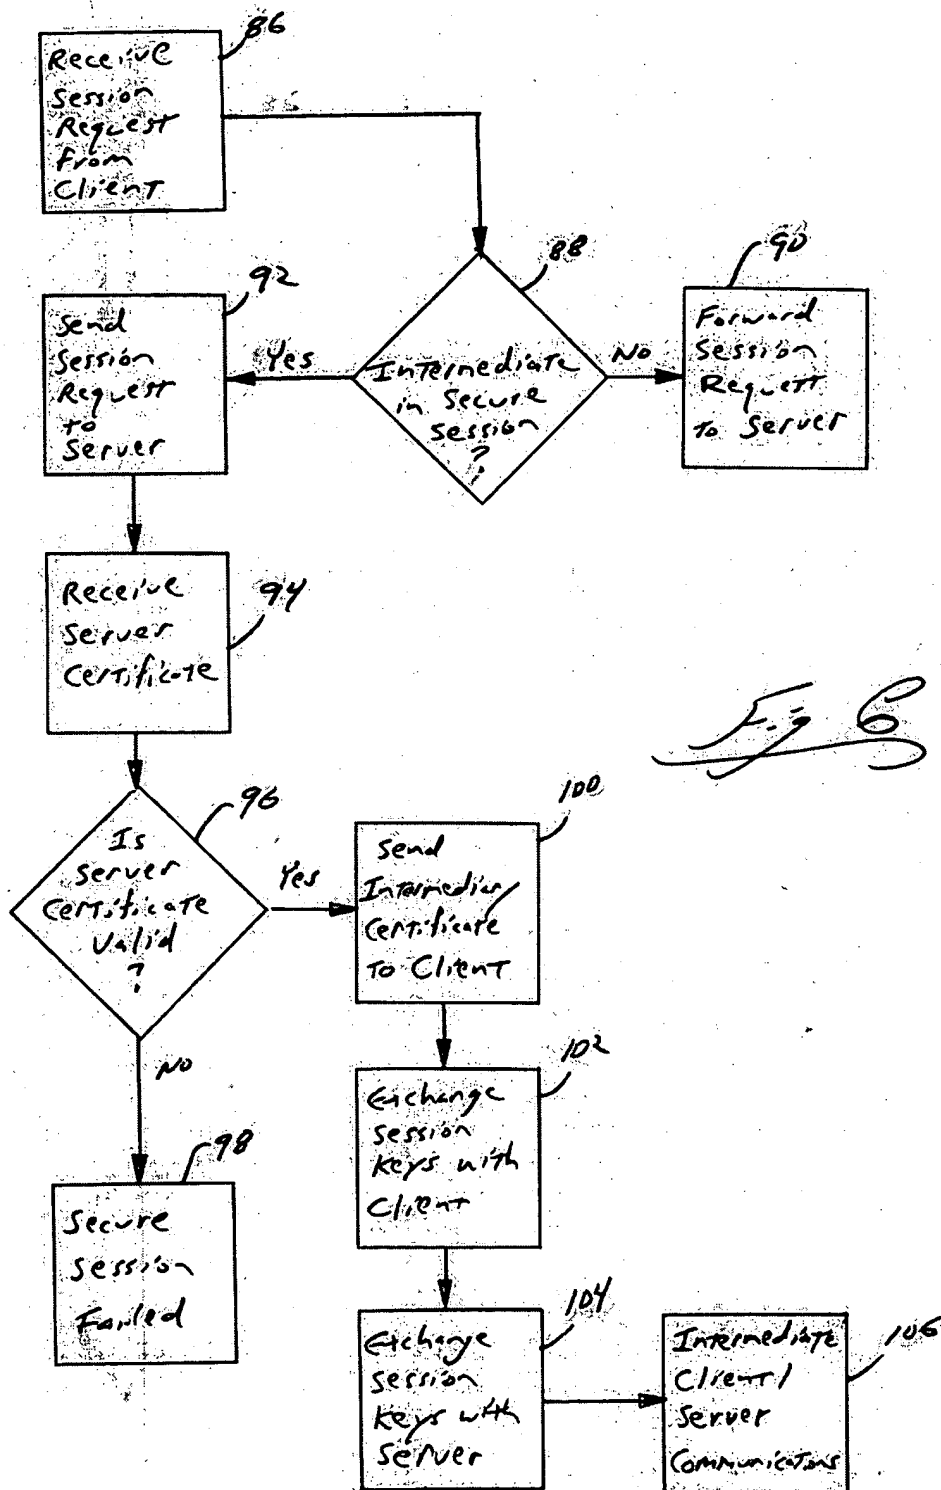 86
Receive
Session
Request
From
Client
88
Intermediate
in Secure
Session
?
No
90
Forward
Session
Request
To Server
Yes
92
Send
Session
Request
to
Server
94
Receive
Server
Certificate
Fig 6
96
Is
Server
Certificate
Valid
?
Yes
100
Send
Intermediary
Certificate
To Client
No
98
Secure
Session
Failed
102
Exchange
Session
Keys with
Client
104
Exchange
Session
Keys with
Server
106
Intermediate
Client/
Server
Communications